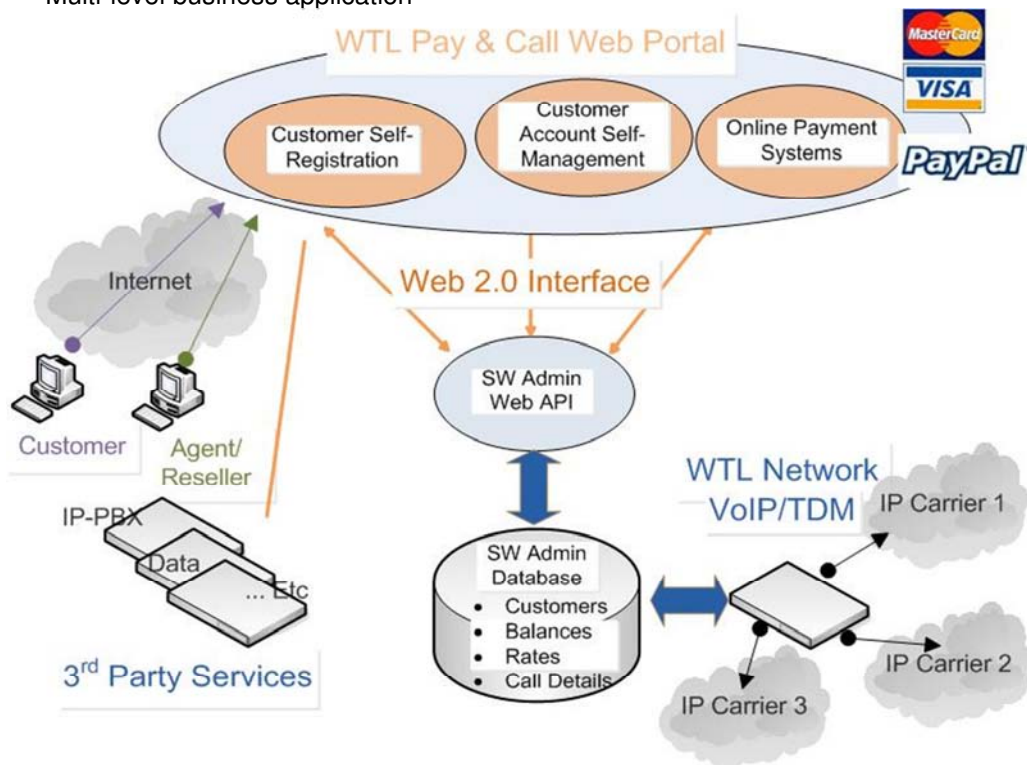 Multi-level business application
WTL Pay & Call Web Portal
MasterCard
VISA
PayPal
Customer Self-
Registration
Customer
Account Self-
Management
Online Payment
Systems
Internet
Web 2.0 Interface
SW Admin
Web API
Customer
Agent/
Reseller
IP-PBX
Data
... Etc
3rd Party Services
SW Admin
Database
• Customers
• Balances
• Rates
• Call Details
WTL Network
VoIP/TDM
IP Carrier 1
IP Carrier 2
IP Carrier 3